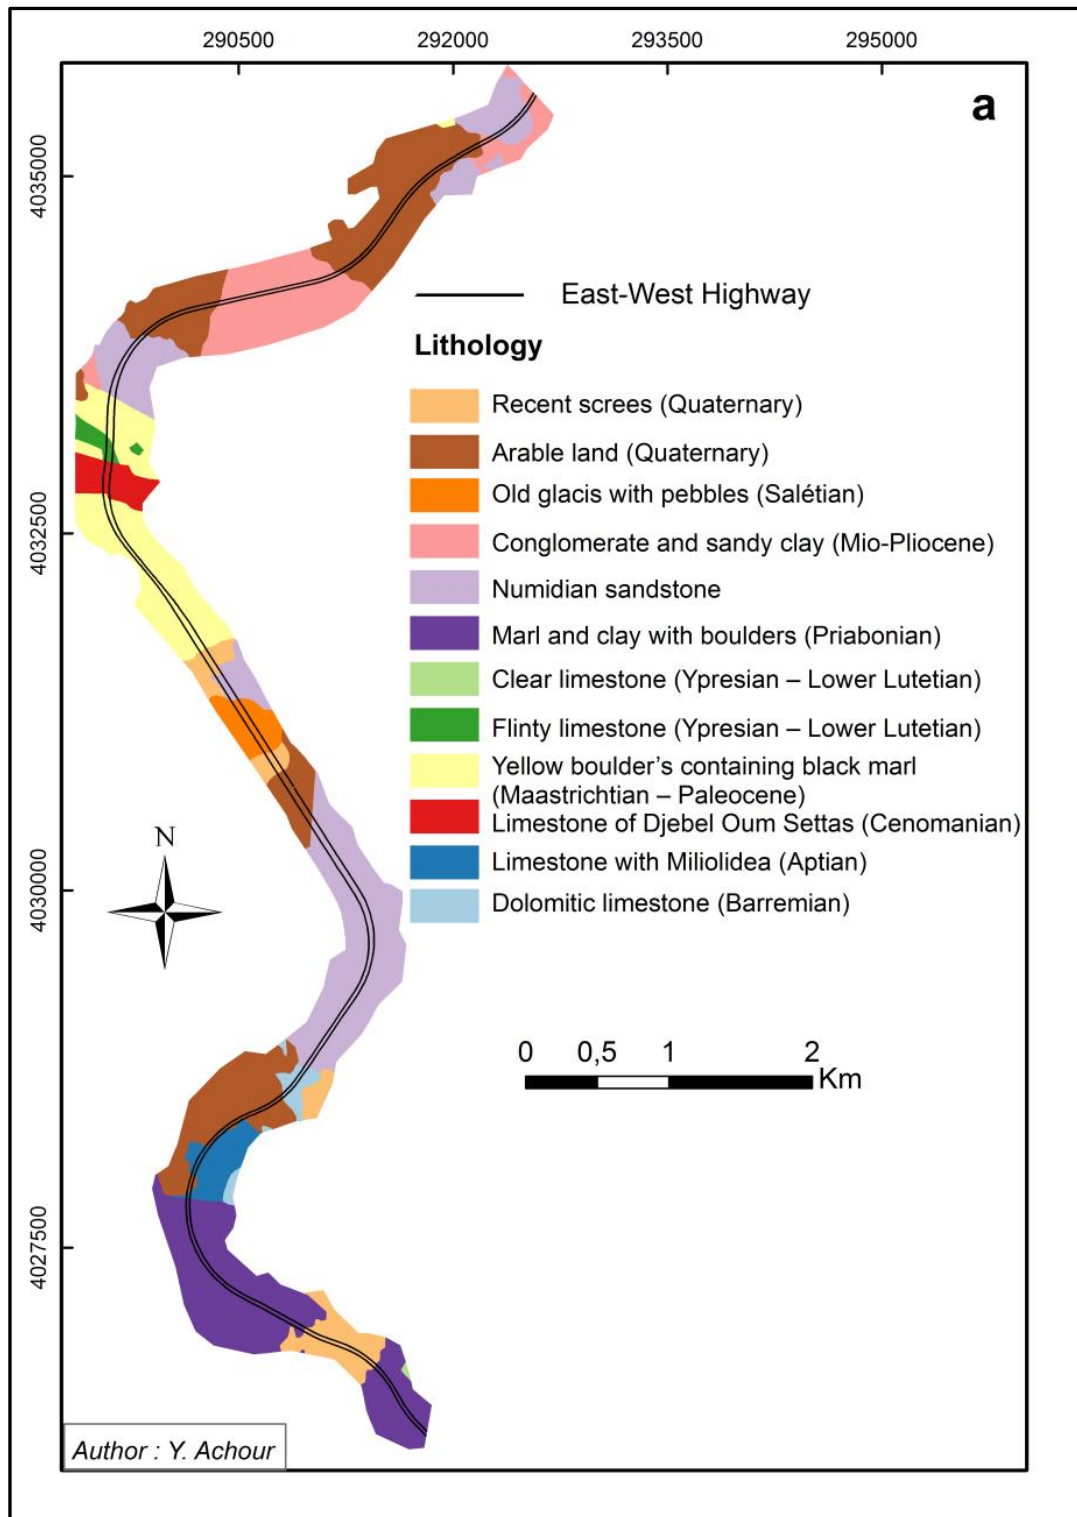 290500 292000 293500 295000
a
4035000
4032500
4030000
4027500
East-West Highway
Lithology
Recent screes (Quaternary)
Arable land (Quaternary)
Old glacis with pebbles (Salétian)
Conglomerate and sandy clay (Mio-Pliocene)
Numidian sandstone
Marl and clay with boulders (Priabonian)
Clear limestone (Ypresian – Lower Lutetian)
Flinty limestone (Ypresian – Lower Lutetian)
Yellow boulder's containing black marl
(Maastrichtian – Paleocene)
Limestone of Djebel Oum Settas (Cenomanian)
Limestone with Miliolidea (Aptian)
Dolomitic limestone (Barremian)
N
0 0,5 1 2
Km
Author : Y. Achour